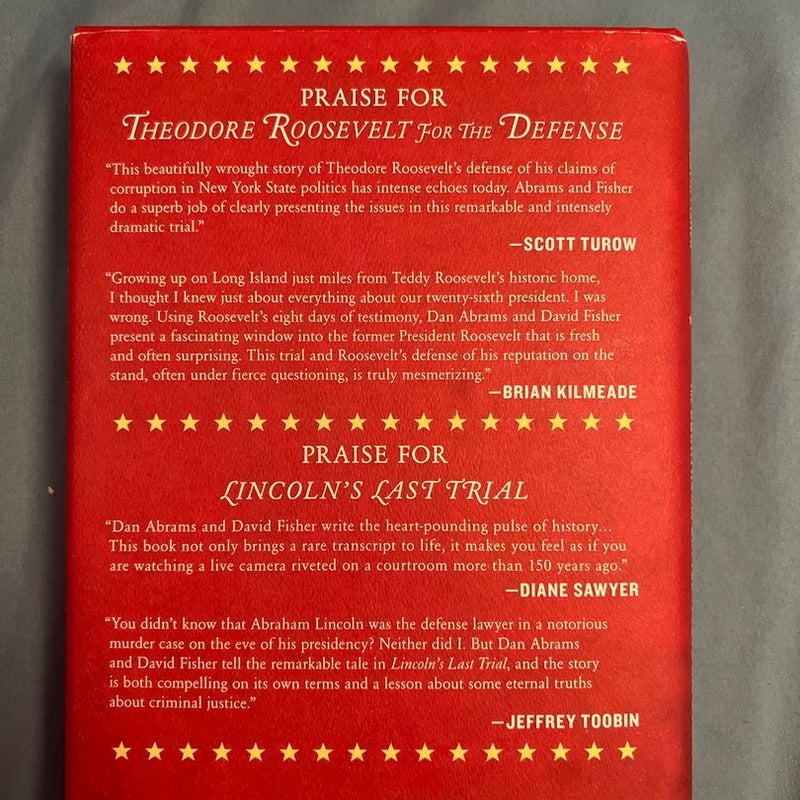 PRAISE FOR
THEODORE ROOSEVELT FOR THE DEFENSE
“This beautifully wrought story of Theodore Roosevelt’s defense of his claims of
corruption in New York State politics has intense echoes today. Abrams and Fisher
do a superb job of clearly presenting the issues in this remarkable and intensely
dramatic trial.”
—SCOTT TUROW
“Growing up on Long Island just miles from Teddy Roosevelt’s historic home,
I thought I knew just about everything about our twenty-sixth president. I was
wrong. Using Roosevelt’s eight days of testimony, Dan Abrams and David Fisher
present a fascinating window into the former President Roosevelt that is fresh
and often surprising. This trial and Roosevelt’s defense of his reputation on the
stand, often under fierce questioning, is truly mesmerizing.”
—BRIAN KILMEADE
PRAISE FOR
LINCOLN’S LAST TRIAL
“Dan Abrams and David Fisher write the heart-pounding pulse of history…
This book not only brings a rare transcript to life, it makes you feel as if you
are watching a live camera riveted on a courtroom more than 150 years ago.”
—DIANE SAWYER
“You didn’t know that Abraham Lincoln was the defense lawyer in a notorious
murder case on the eve of his presidency? Neither did I. But Dan Abrams
and David Fisher tell the remarkable tale in Lincoln’s Last Trial, and the story
is both compelling on its own terms and a lesson about some eternal truths
about criminal justice.”
—JEFFREY TOOBIN